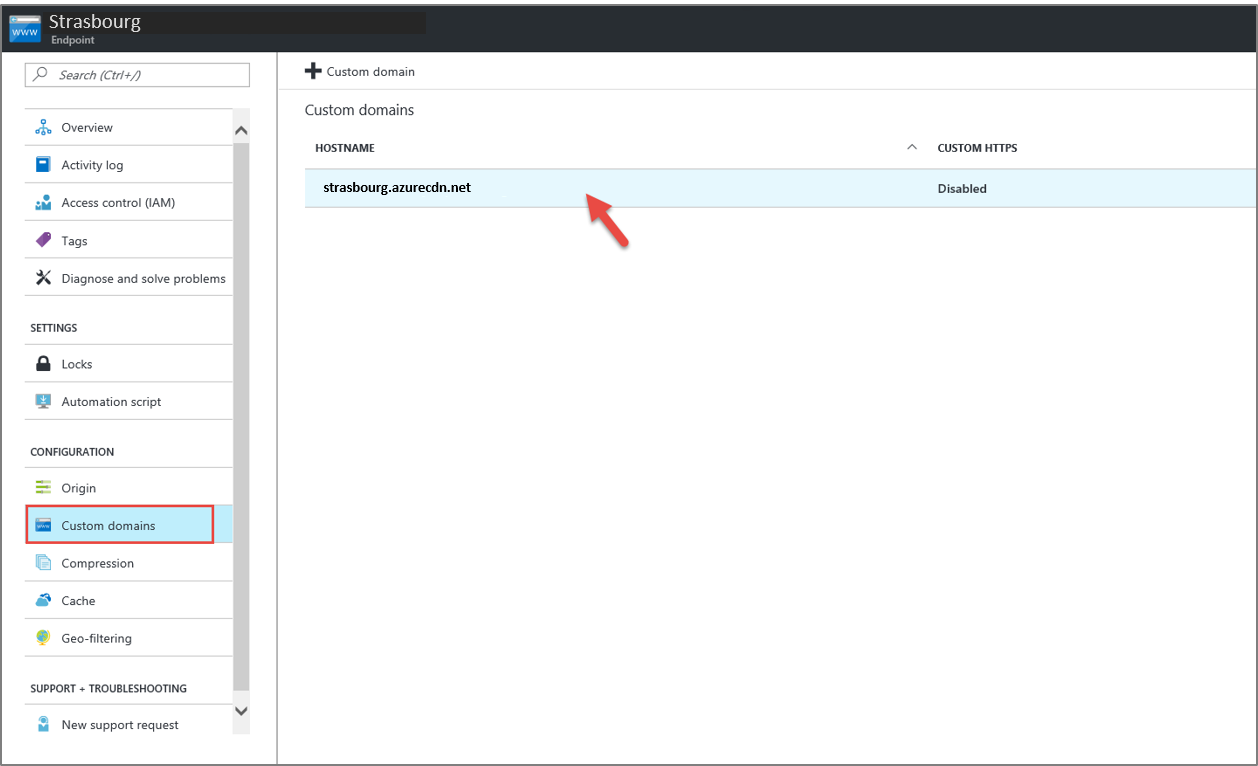 www
Strasbourg
Endpoint
Search (Ctrl+/)
Overview
Activity log
Access control (IAM)
Tags
Diagnose and solve problems
SETTINGS
Locks
Automation script
CONFIGURATION
Origin
www
Custom domains
Compression
Cache
Geo-filtering
SUPPORT + TROUBLESHOOTING
New support request
Custom domain
Custom domains
HOSTNAME CUSTOM HTTPS
strasbourg.azurecdn.net Disabled